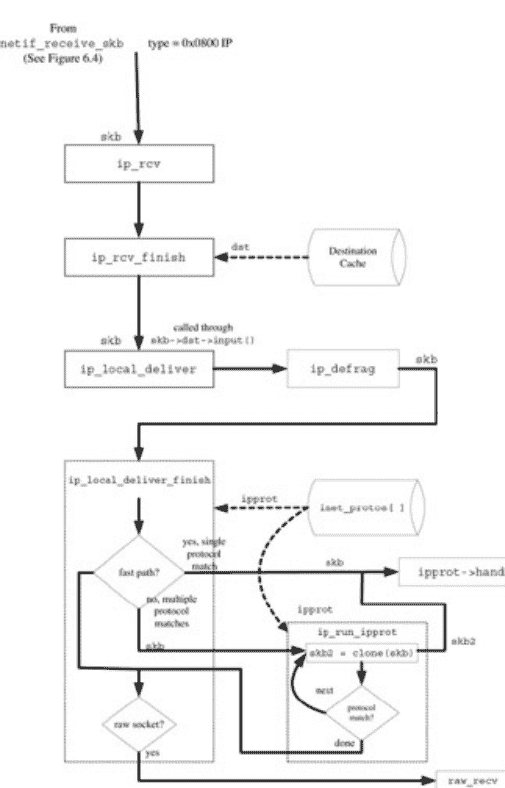 From
netif_receive_skb
(See Figure 6.4)
type = 0x0800 IP
skb
ip_rcv
ip_rcv_finish
dst
Destination
Cache
skb
called through
skb->dst->input()
ip_local_deliver
ip_defrag
skb
ip_local_deliver_finish
ipprot
inet_protos[ ]
fast path?
yes, single
protocol
match
skb
ipprot->hand
no, multiple
protocol
matches
skb
ipprot
ip_run_ipprot
skb2 = clone(skb)
skb2
next
protocol
match?
done
raw socket?
yes
raw_recv